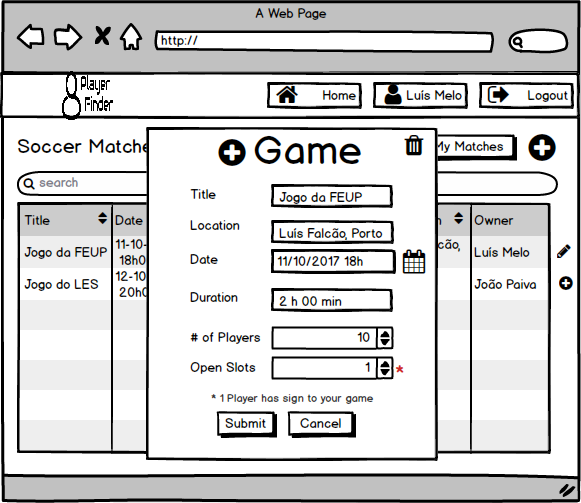 A Web Page
http://
Player
Finder
Home
Luís Melo
Logout
Soccer Matche
My Matches
search
Title
Date
Owner
Jogo da FEUP
11-10-
18h0
Luís Melo
Jogo do LES
12-10-
20h0
João Paiva
Game
Title
Jogo da FEUP
Location
Luís Falcão, Porto
Date
11/10/2017 18h
Duration
2 h 00 min
# of Players
10
Open Slots
1
*
* 1 Player has sign to your game
Submit
Cancel